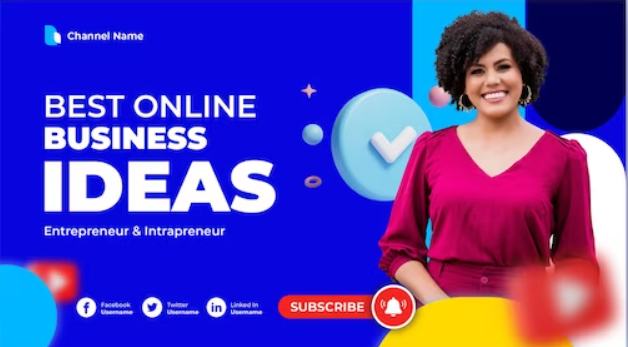 Channel Name
BEST ONLINE
BUSINESS
IDEAS
Entrepreneur & Intrapreneur
Facebook
Username
Twitter
Username
Linked In
Username
SUBSCRIBE